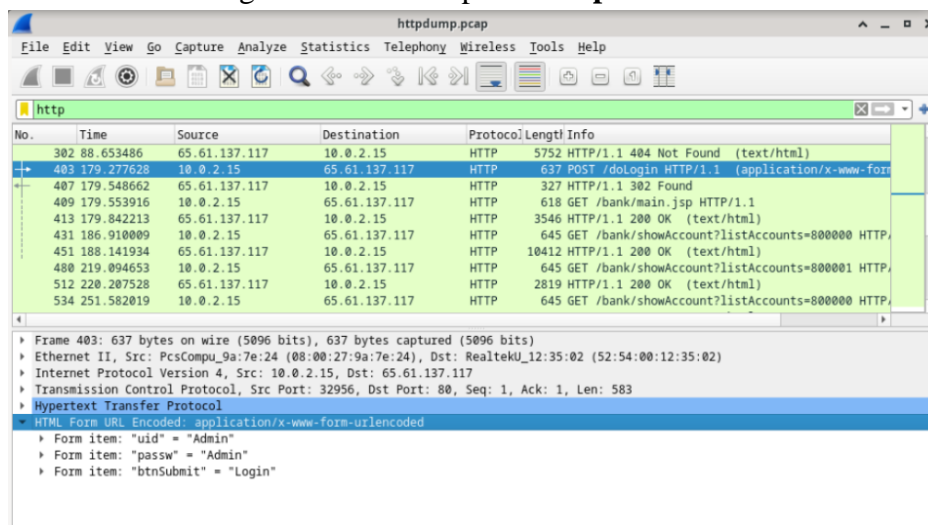 httpdump.pcap
File Edit View Go Capture Analyze Statistics Telephony Wireless Tools Help
http
No. Time Source Destination Protocol Length Info
302 88.653486 65.61.137.117 10.0.2.15 HTTP 5752 HTTP/1.1 404 Not Found (text/html)
403 179.277628 10.0.2.15 65.61.137.117 HTTP 637 POST /doLogin HTTP/1.1 (application/x-www-form
407 179.548662 65.61.137.117 10.0.2.15 HTTP 327 HTTP/1.1 302 Found
409 179.553916 10.0.2.15 65.61.137.117 HTTP 618 GET /bank/main.jsp HTTP/1.1
413 179.842213 65.61.137.117 10.0.2.15 HTTP 3546 HTTP/1.1 200 OK (text/html)
431 186.910009 10.0.2.15 65.61.137.117 HTTP 645 GET /bank/showAccount?listAccounts=800000 HTTP/
451 188.141934 65.61.137.117 10.0.2.15 HTTP 10412 HTTP/1.1 200 OK (text/html)
480 219.094653 10.0.2.15 65.61.137.117 HTTP 645 GET /bank/showAccount?listAccounts=800001 HTTP/
512 220.207528 65.61.137.117 10.0.2.15 HTTP 2819 HTTP/1.1 200 OK (text/html)
534 251.582019 10.0.2.15 65.61.137.117 HTTP 645 GET /bank/showAccount?listAccounts=800000 HTTP/
Frame 403: 637 bytes on wire (5096 bits), 637 bytes captured (5096 bits)
Ethernet II, Src: PcsCompu_9a:7e:24 (08:00:27:9a:7e:24), Dst: RealtekU_12:35:02 (52:54:00:12:35:02)
Internet Protocol Version 4, Src: 10.0.2.15, Dst: 65.61.137.117
Transmission Control Protocol, Src Port: 32956, Dst Port: 80, Seq: 1, Ack: 1, Len: 583
Hypertext Transfer Protocol
HTML Form URL Encoded: application/x-www-form-urlencoded
Form item: "uid" = "Admin"
Form item: "passw" = "Admin"
Form item: "btnSubmit" = "Login"